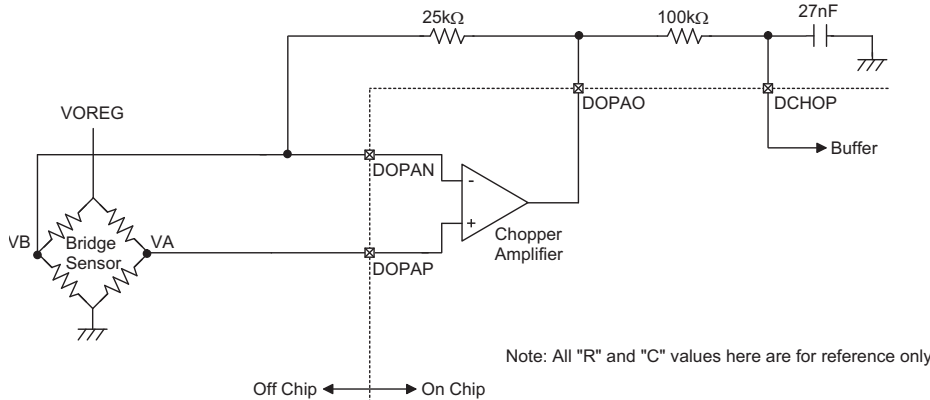 25kΩ
100kΩ
27nF
DOPAO
DCHOP
VOREG
Buffer
DOPAN
-
+
VB
Bridge
Sensor
VA
DOPAP
Chopper
Amplifier
Note: All "R" and "C" values here are for reference only
Off Chip
On Chip